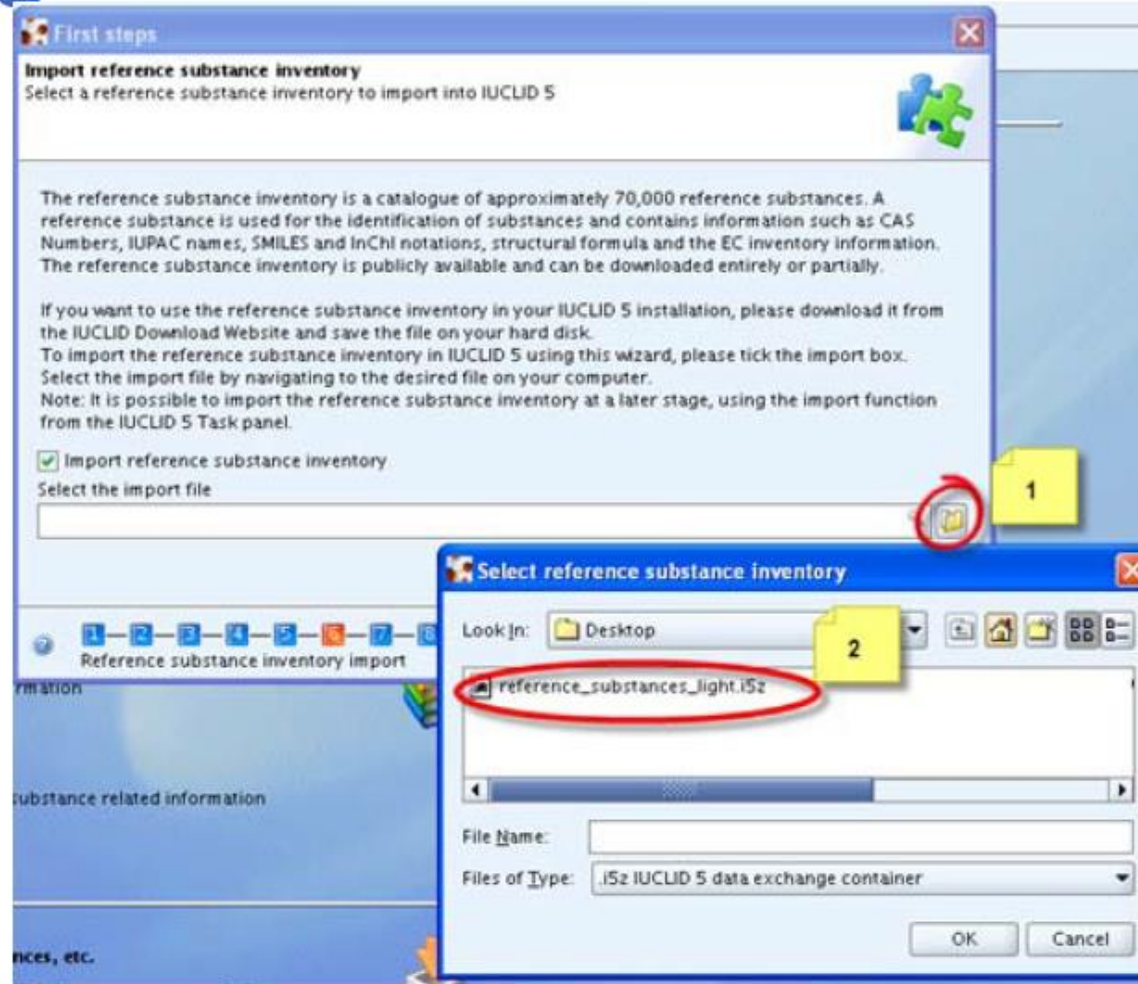 First steps
Import reference substance inventory
Select a reference substance inventory to import into IUCLID 5
The reference substance inventory is a catalogue of approximately 70,000 reference substances. A
reference substance is used for the identification of substances and contains information such as CAS
Numbers, IUPAC names, SMILES and InChI notations, structural formula and the EC inventory information.
The reference substance inventory is publicly available and can be downloaded entirely or partially.
If you want to use the reference substance inventory in your IUCLID 5 installation, please download it from
the IUCLID Download Website and save the file on your hard disk.
To import the reference substance inventory in IUCLID 5 using this wizard, please tick the import box.
Select the import file by navigating to the desired file on your computer.
Note: It is possible to import the reference substance inventory at a later stage, using the import function
from the IUCLID 5 Task panel.
Import reference substance inventory
Select the import file
1
Select reference substance inventory
Look In: Desktop
2
reference_substances_light.i5z
1 2 3 4 5 6 7 8
Reference substance inventory import
rmation
substance related information
File Name:
Files of Type: .i5z IUCLID 5 data exchange container
OK Cancel
nces, etc.